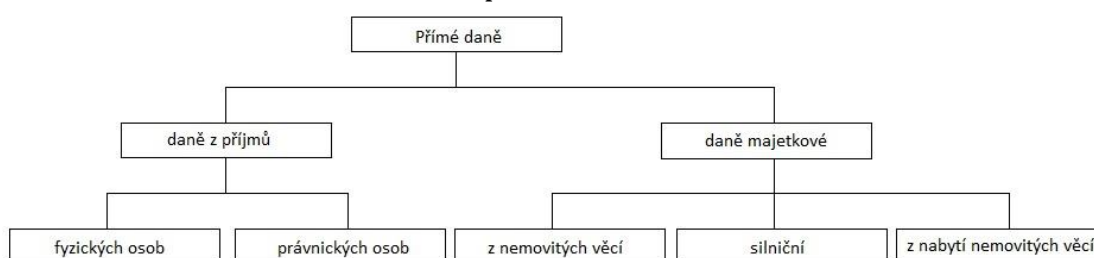 Přímé daně
daně z příjmů
daně majetkové
fyzických osob
právnických osob
z nemovitých věcí
silniční
z nabytí nemovitých věcí